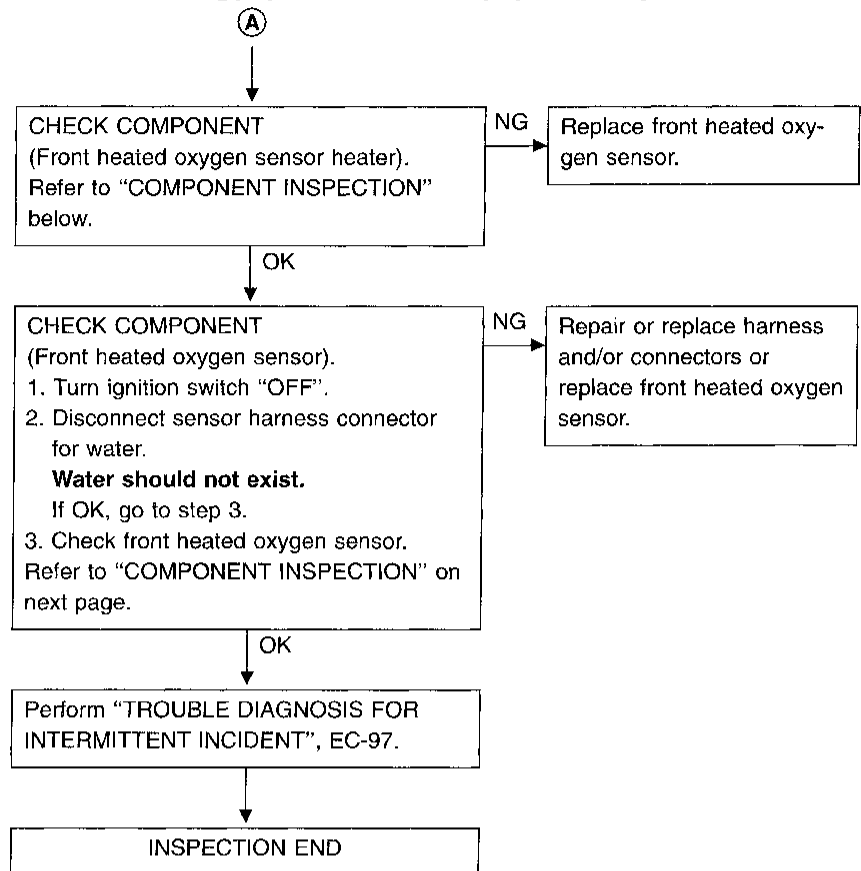 A
CHECK COMPONENT
(Front heated oxygen sensor heater).
Refer to “COMPONENT INSPECTION”
below.
NG
Replace front heated oxy-
gen sensor.
OK
CHECK COMPONENT
(Front heated oxygen sensor).
1. Turn ignition switch “OFF”.
2. Disconnect sensor harness connector
for water.
Water should not exist.
If OK, go to step 3.
3. Check front heated oxygen sensor.
Refer to “COMPONENT INSPECTION” on
next page.
NG
Repair or replace harness
and/or connectors or
replace front heated oxygen
sensor.
OK
Perform “TROUBLE DIAGNOSIS FOR
INTERMITTENT INCIDENT”, EC-97.
INSPECTION END